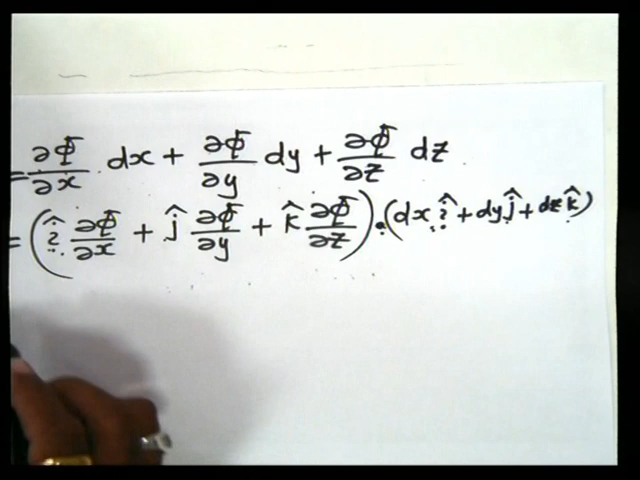 = ∂Φ/∂x dx + ∂Φ/∂y dy + ∂Φ/∂z dz
= (î ∂Φ/∂x + ĵ ∂Φ/∂y + k̂ ∂Φ/∂z) • (dx î + dy ĵ + dz k̂)